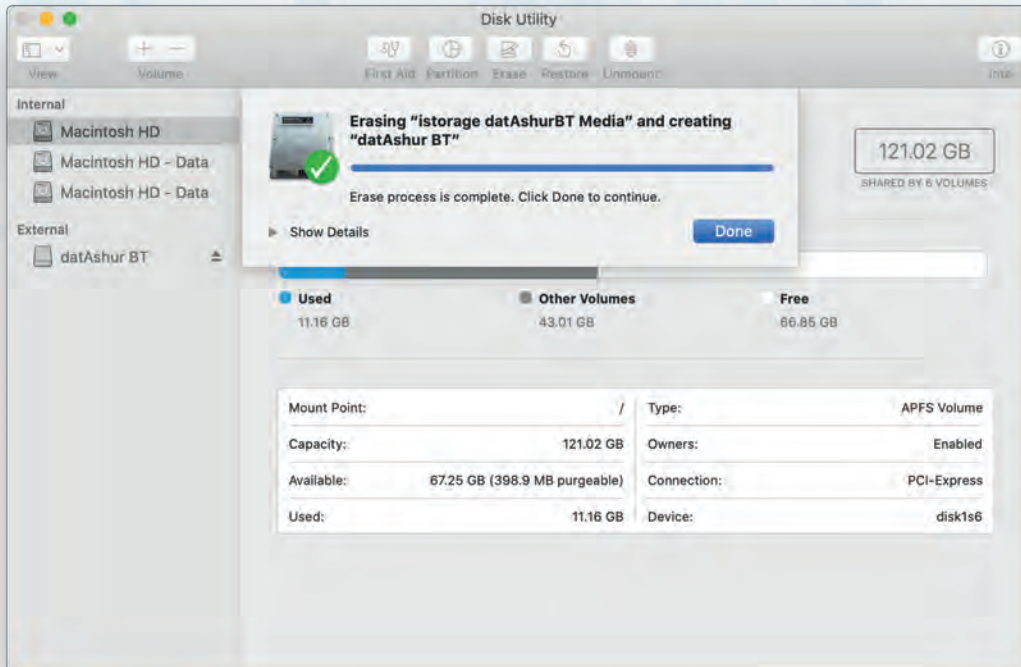 Disk Utility
View
Volume
First Aid
Partition
Erase
Restore
Unmount
Info
Internal
Macintosh HD
Macintosh HD - Data
Macintosh HD - Data
External
datAshur BT
Erasing “istorage datAshurBT Media” and creating
“datAshur BT”
Erase process is complete. Click Done to continue.
Show Details
Done
121.02 GB
SHARED BY 6 VOLUMES
Used
11.16 GB
Other Volumes
43.01 GB
Free
66.85 GB
Mount Point: /
Capacity: 121.02 GB
Available: 67.25 GB (398.9 MB purgeable)
Used: 11.16 GB
Type: APFS Volume
Owners: Enabled
Connection: PCI-Express
Device: disk1s6